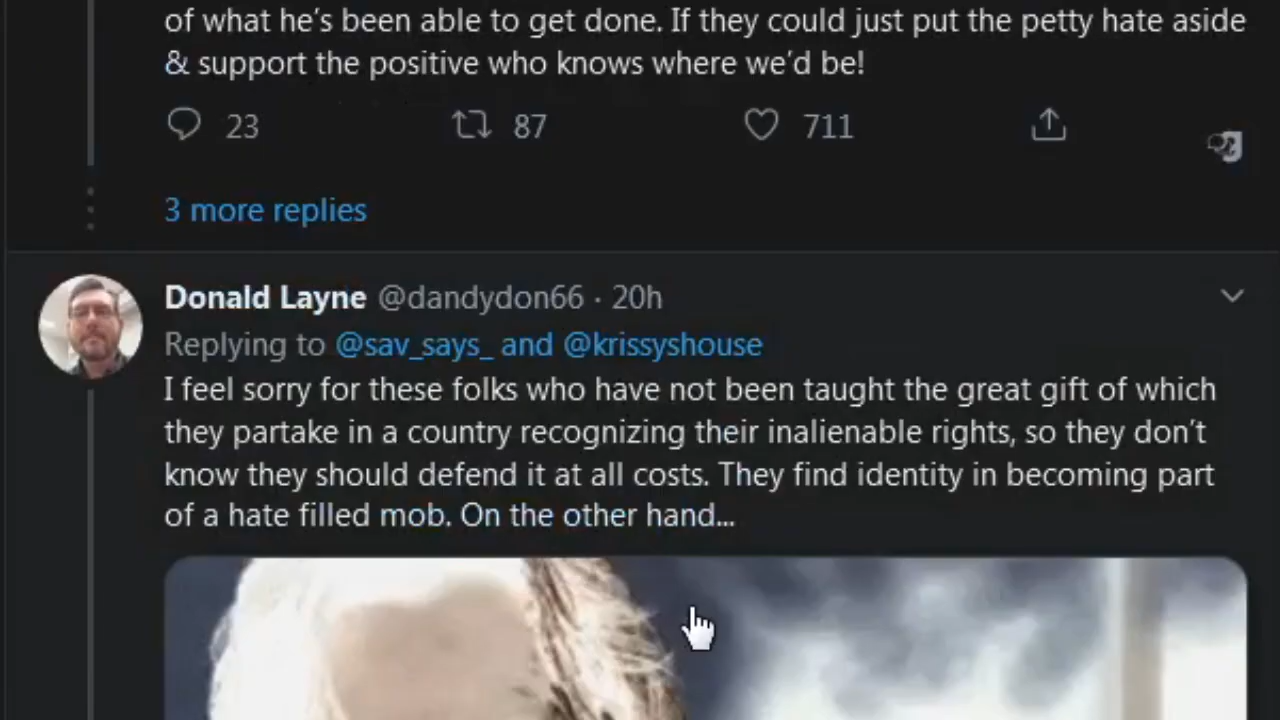 of what he's been able to get done. If they could just put the petty hate aside
& support the positive who knows where we'd be!
23 87 711
3 more replies
Donald Layne @dandydon66 · 20h
Replying to @sav_says_ and @krissyshouse
I feel sorry for these folks who have not been taught the great gift of which
they partake in a country recognizing their inalienable rights, so they don't
know they should defend it at all costs. They find identity in becoming part
of a hate filled mob. On the other hand...